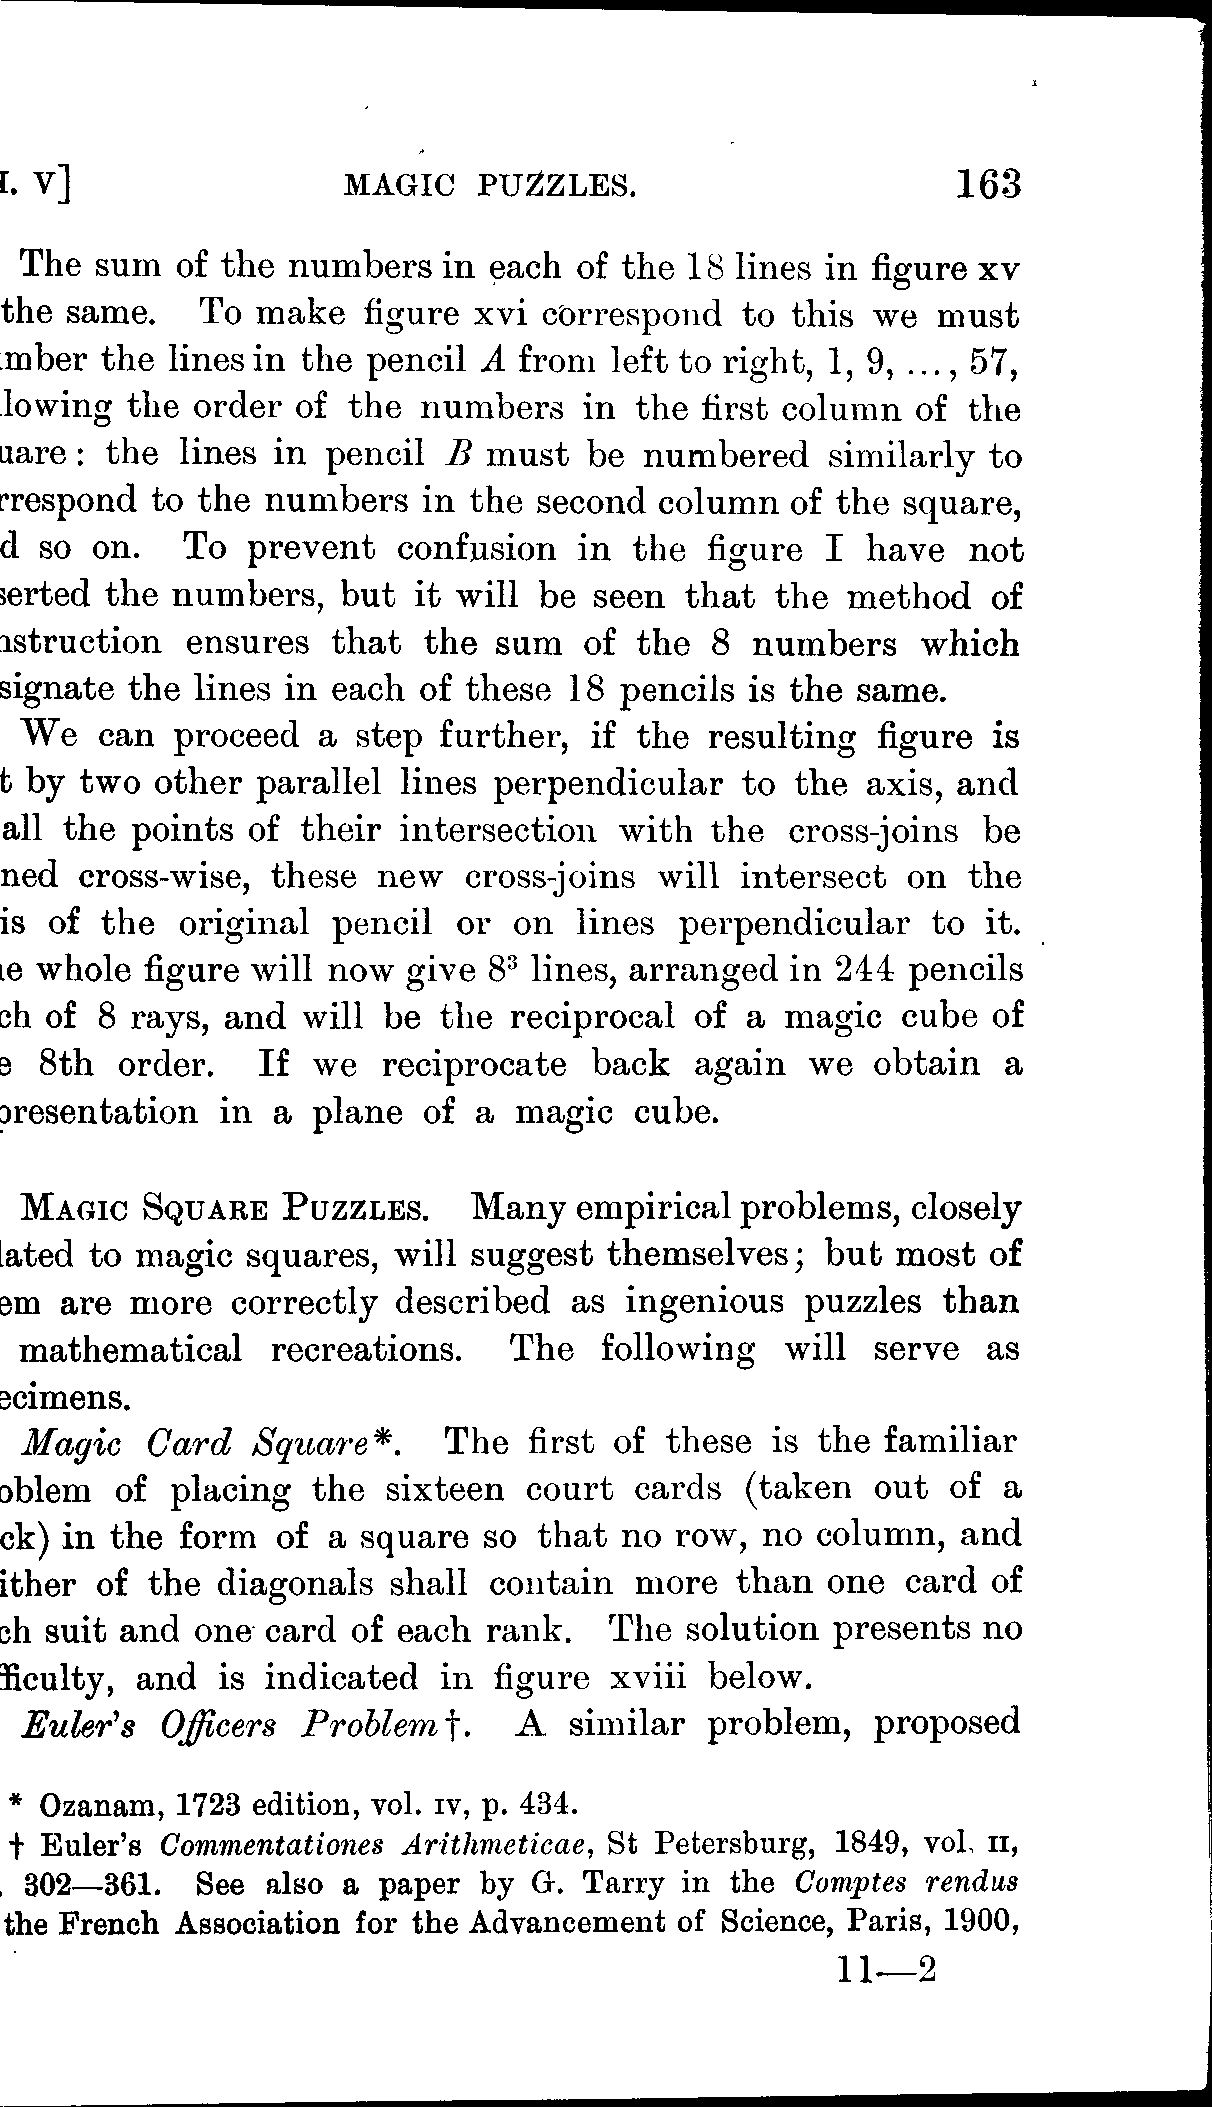 I. V] MAGIC PUZZLES. 163
The sum of the numbers in each of the 18 lines in figure xv
the same. To make figure xvi correspond to this we must
mber the lines in the pencil A from left to right, 1, 9, ..., 57,
lowing the order of the numbers in the first column of the
uare: the lines in pencil B must be numbered similarly to
rrespond to the numbers in the second column of the square,
d so on. To prevent confusion in the figure I have not
serted the numbers, but it will be seen that the method of
nstruction ensures that the sum of the 8 numbers which
signate the lines in each of these 18 pencils is the same.
We can proceed a step further, if the resulting figure is
t by two other parallel lines perpendicular to the axis, and
all the points of their intersection with the cross-joins be
ned cross-wise, these new cross-joins will intersect on the
is of the original pencil or on lines perpendicular to it.
e whole figure will now give 8³ lines, arranged in 244 pencils
ch of 8 rays, and will be the reciprocal of a magic cube of
e 8th order. If we reciprocate back again we obtain a
presentation in a plane of a magic cube.
MAGIC SQUARE PUZZLES. Many empirical problems, closely
lated to magic squares, will suggest themselves; but most of
em are more correctly described as ingenious puzzles than
mathematical recreations. The following will serve as
ecimens.
Magic Card Square*. The first of these is the familiar
oblem of placing the sixteen court cards (taken out of a
ck) in the form of a square so that no row, no column, and
ither of the diagonals shall contain more than one card of
ch suit and one card of each rank. The solution presents no
fficulty, and is indicated in figure xviii below.
Euler's Officers Problem†. A similar problem, proposed
* Ozanam, 1723 edition, vol. IV, p. 434.
† Euler's Commentationes Arithmeticae, St Petersburg, 1849, vol. II,
. 302—361. See also a paper by G. Tarry in the Comptes rendus
the French Association for the Advancement of Science, Paris, 1900,
11—2